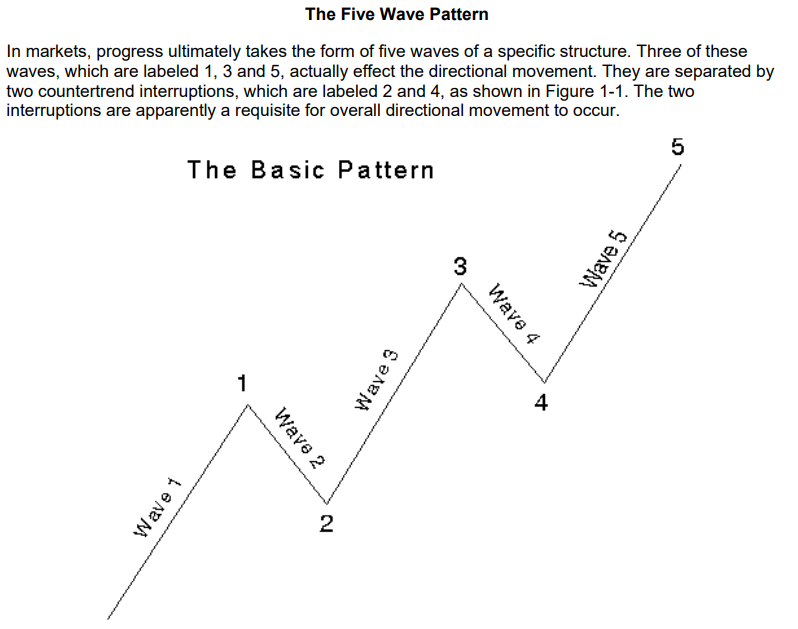 The Five Wave Pattern
In markets, progress ultimately takes the form of five waves of a specific structure. Three of these
waves, which are labeled 1, 3 and 5, actually effect the directional movement. They are separated by
two countertrend interruptions, which are labeled 2 and 4, as shown in Figure 1-1. The two
interruptions are apparently a requisite for overall directional movement to occur.
5
The Basic Pattern
Wave 5
3
Wave 4
Wave 3
1
4
Wave 2
Wave 1
2